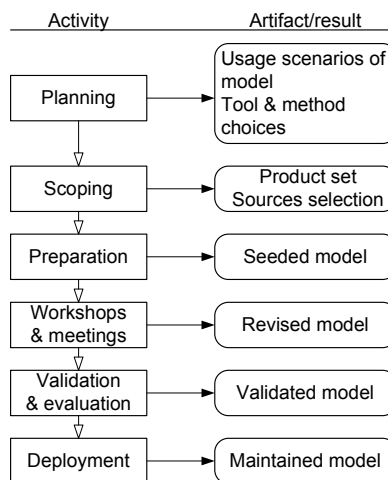 Activity
Artifact/result
Planning
Usage scenarios of
model
Tool & method
choices
Scoping
Product set
Sources selection
Preparation
Seeded model
Workshops
& meetings
Revised model
Validation
& evaluation
Validated model
Deployment
Maintained model